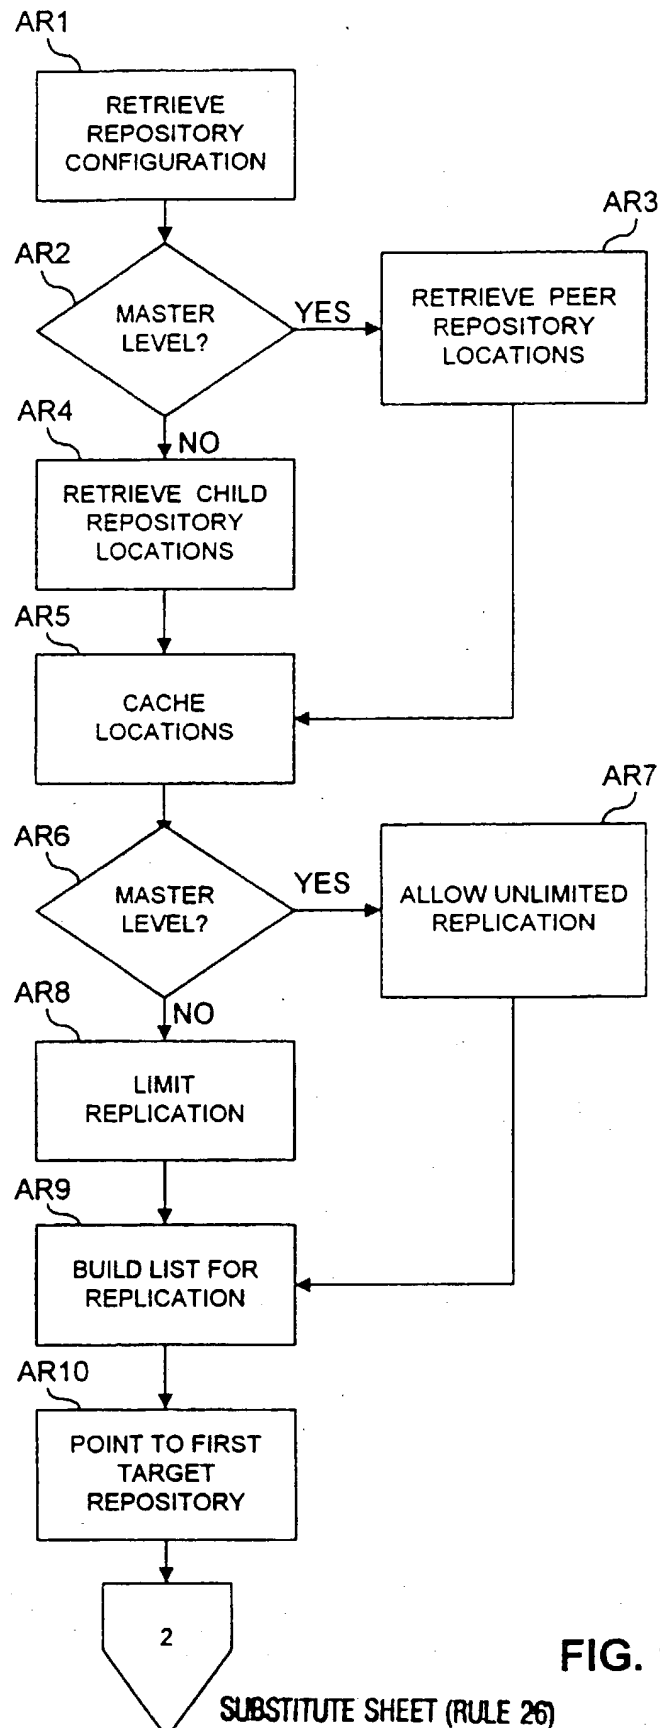 AR1
RETRIEVE
REPOSITORY
CONFIGURATION
AR2
MASTER
LEVEL?
YES
AR3
RETRIEVE PEER
REPOSITORY
LOCATIONS
NO
AR4
RETRIEVE CHILD
REPOSITORY
LOCATIONS
AR5
CACHE
LOCATIONS
AR6
MASTER
LEVEL?
YES
AR7
ALLOW UNLIMITED
REPLICATION
NO
AR8
LIMIT
REPLICATION
AR9
BUILD LIST FOR
REPLICATION
AR10
POINT TO FIRST
TARGET
REPOSITORY
2
FIG.
SUBSTITUTE SHEET (RULE 26)